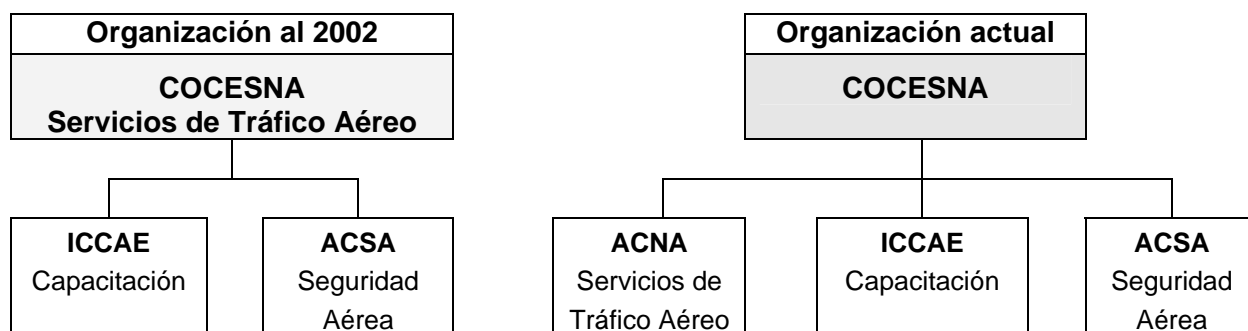 Organización al 2002
COCESNA
Servicios de Tráfico Aéreo
ICCAE
Capacitación
ACSA
Seguridad
Aérea
Organización actual
COCESNA
ACNA
Servicios de
Tráfico Aéreo
ICCAE
Capacitación
ACSA
Seguridad
Aérea